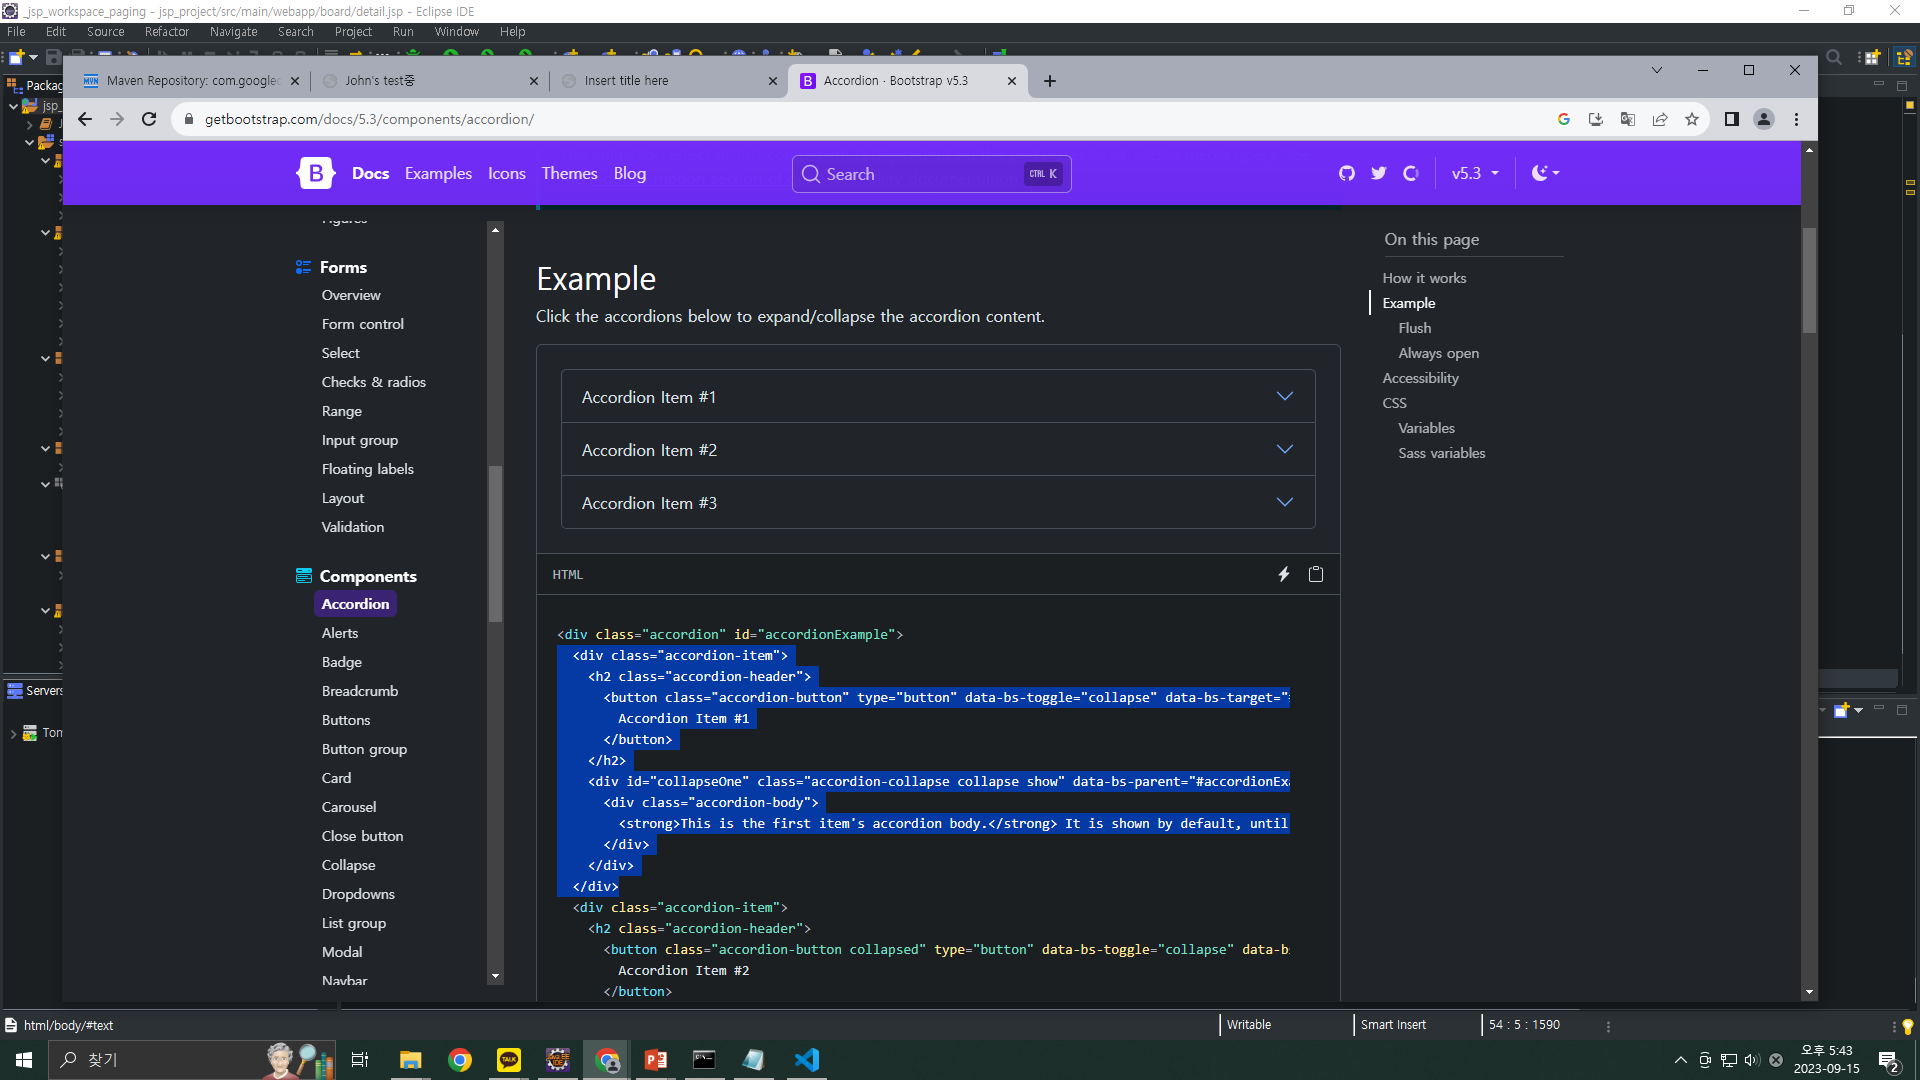 _jsp_workspace_paging - jsp_project/src/main/webapp/board/detail.jsp - Eclipse IDE
File Edit Source Refactor Navigate Search Project Run Window Help
Maven Repository: com.google
John's test중
Insert title here
Accordion · Bootstrap v5.3
getbootstrap.com/docs/5.3/components/accordion/
Packag
jsp_
Docs Examples Icons Themes Blog
Search CTRL K
v5.3
Forms
Overview
Form control
Select
Checks & radios
Range
Input group
Floating labels
Layout
Validation
Components
Accordion
Alerts
Badge
Breadcrumb
Buttons
Button group
Card
Carousel
Close button
Collapse
Dropdowns
List group
Modal
Navbar
Example
Click the accordions below to expand/collapse the accordion content.
Accordion Item #1
Accordion Item #2
Accordion Item #3
HTML
<div class="accordion" id="accordionExample">
<div class="accordion-item">
<h2 class="accordion-header">
<button class="accordion-button" type="button" data-bs-toggle="collapse" data-bs-target="
Accordion Item #1
</button>
</h2>
<div id="collapseOne" class="accordion-collapse collapse show" data-bs-parent="#accordionEx
<div class="accordion-body">
<strong>This is the first item's accordion body.</strong> It is shown by default, until
</div>
</div>
</div>
<div class="accordion-item">
<h2 class="accordion-header">
<button class="accordion-button collapsed" type="button" data-bs-toggle="collapse" data-b
Accordion Item #2
</button>
On this page
How it works
Example
Flush
Always open
Accessibility
CSS
Variables
Sass variables
Servers
Tom
html/body/#text
Writable
Smart Insert
54 : 5 : 1590
찾기
오후 5:43
2023-09-15
2